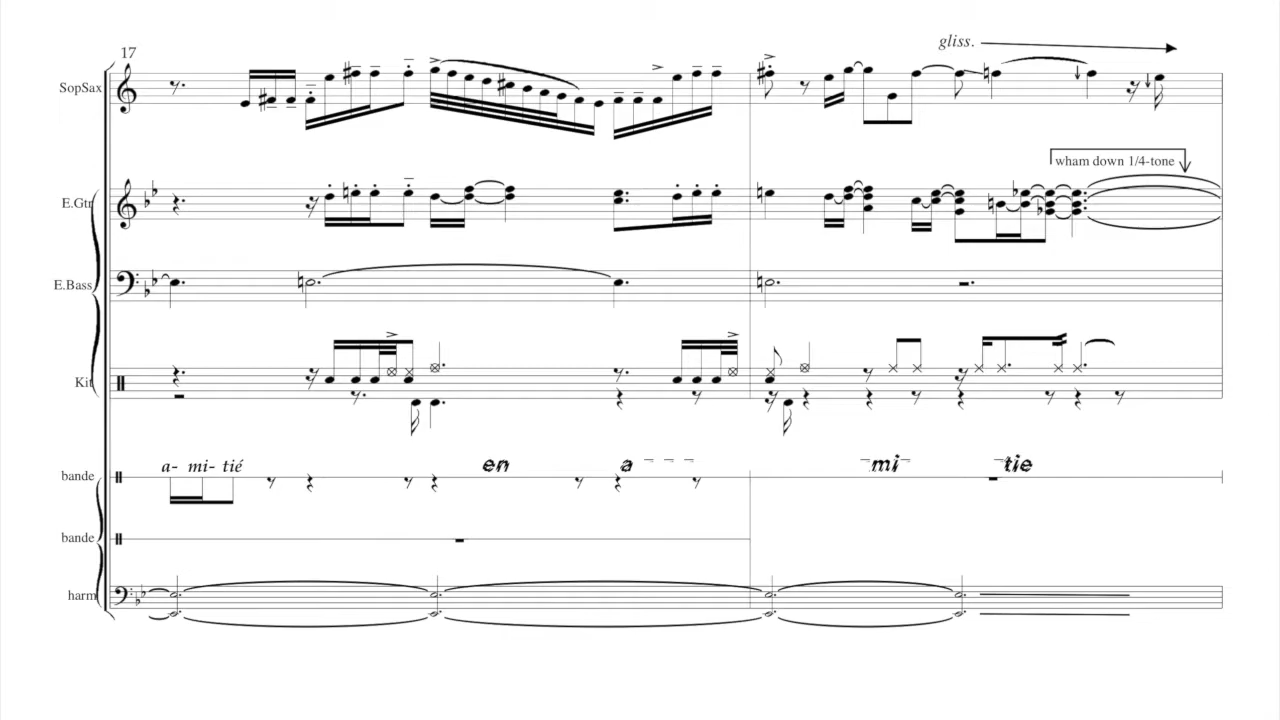 17
gliss.
SopSax
wham down 1/4-tone
E.Gtr
E.Bass
Kit
a- mi- tié en a mi tie
bande
bande
harm